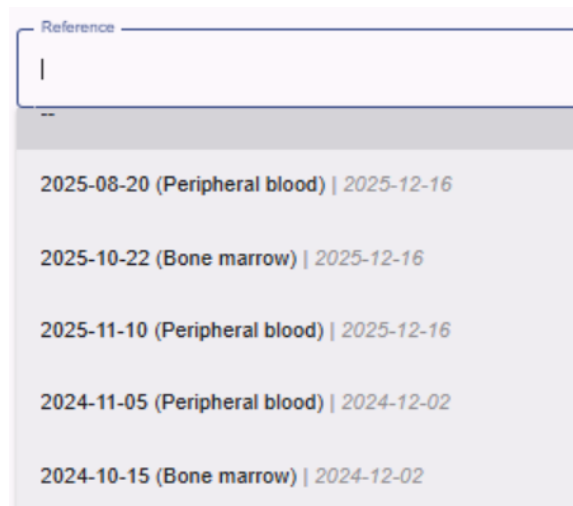 Reference
--
2025-08-20 (Peripheral blood) | 2025-12-16
2025-10-22 (Bone marrow) | 2025-12-16
2025-11-10 (Peripheral blood) | 2025-12-16
2024-11-05 (Peripheral blood) | 2024-12-02
2024-10-15 (Bone marrow) | 2024-12-02